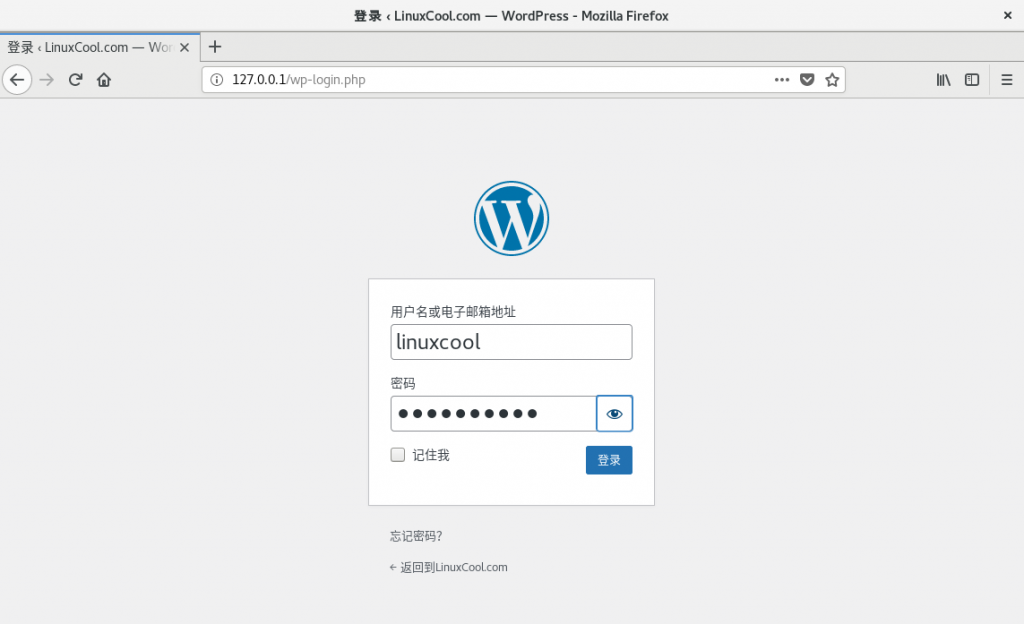 登录 ‹ LinuxCool.com — WordPress - Mozilla Firefox
登录 ‹ LinuxCool.com — Wor
127.0.0.1/wp-login.php
用户名或电子邮箱地址
linuxcool
密码
记住我
登录
忘记密码?
← 返回到LinuxCool.com